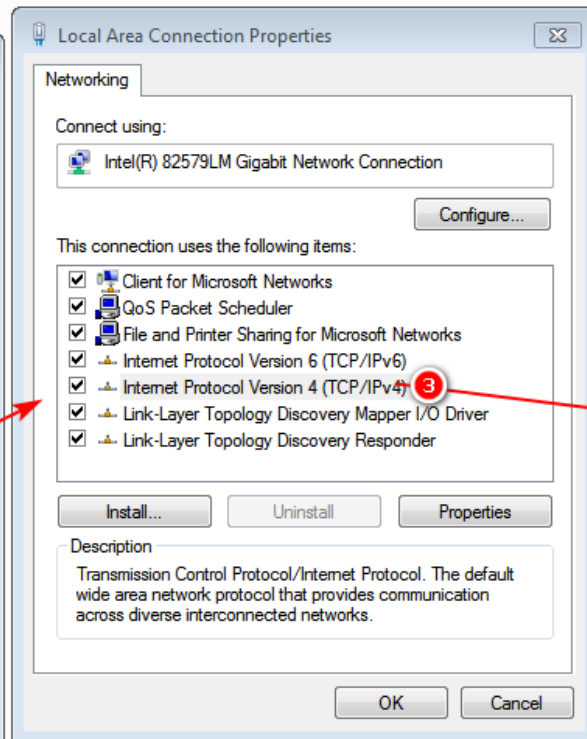 Local Area Connection Properties
Networking
Connect using:
Intel(R) 82579LM Gigabit Network Connection
Configure...
This connection uses the following items:
Client for Microsoft Networks
QoS Packet Scheduler
File and Printer Sharing for Microsoft Networks
Internet Protocol Version 6 (TCP/IPv6)
Internet Protocol Version 4 (TCP/IPv4) 3
Link-Layer Topology Discovery Mapper I/O Driver
Link-Layer Topology Discovery Responder
Install... Uninstall Properties
Description
Transmission Control Protocol/Internet Protocol. The default
wide area network protocol that provides communication
across diverse interconnected networks.
OK Cancel